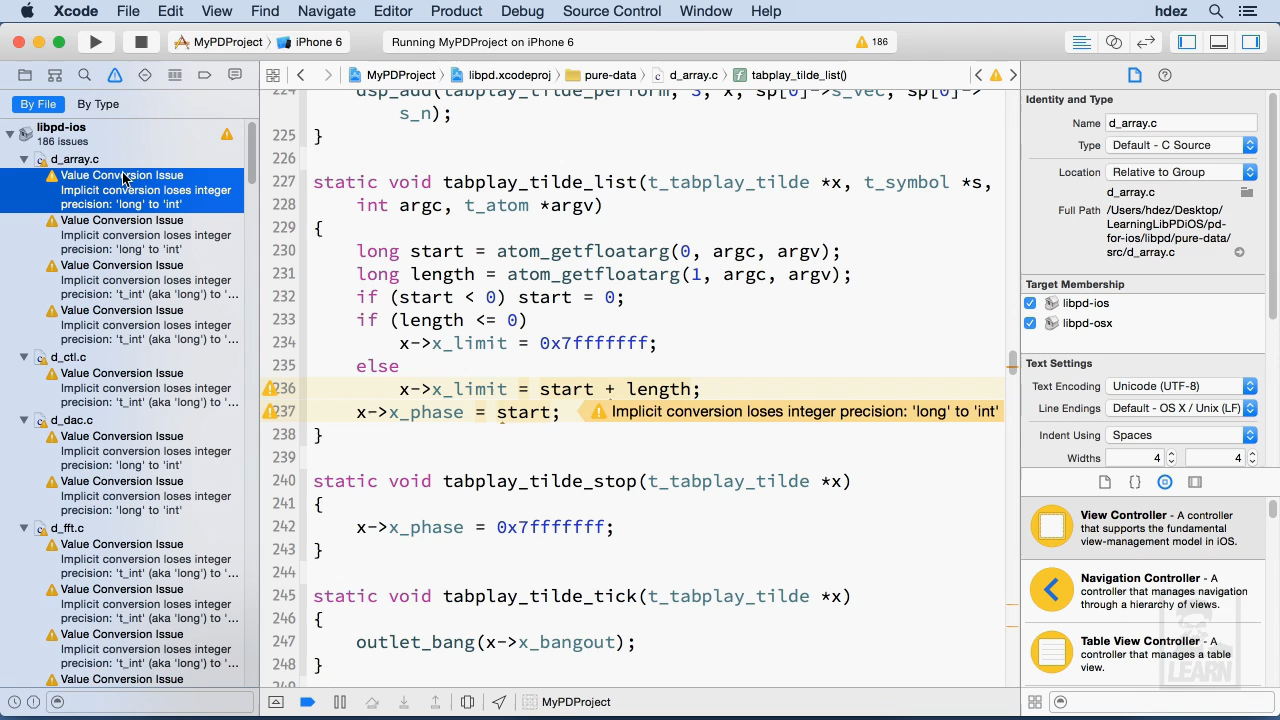 Xcode File Edit View Find Navigate Editor Product Debug Source Control Window Help hdez
MyPDProject iPhone 6 Running MyPDProject on iPhone 6 186
MyPDProject libpd.xcodeproj pure-data d_array.c tabplay_tilde_list()
By File By Type
libpd-ios
186 issues
d_array.c
Value Conversion Issue
Implicit conversion loses integer
precision: 'long' to 'int'
Value Conversion Issue
Implicit conversion loses integer
precision: 'long' to 'int'
Value Conversion Issue
Implicit conversion loses integer
precision: 't_int' (aka 'long') to '...
Value Conversion Issue
Implicit conversion loses integer
precision: 't_int' (aka 'long') to '...
d_ctl.c
Value Conversion Issue
Implicit conversion loses integer
precision: 't_int' (aka 'long') to '...
d_dac.c
Value Conversion Issue
Implicit conversion loses integer
precision: 'long' to 'int'
Value Conversion Issue
Implicit conversion loses integer
precision: 'long' to 'int'
d_fft.c
Value Conversion Issue
Implicit conversion loses integer
precision: 't_int' (aka 'long') to '...
Value Conversion Issue
Implicit conversion loses integer
precision: 't_int' (aka 'long') to '...
Value Conversion Issue
Implicit conversion loses integer
precision: 't_int' (aka 'long') to '...
Value Conversion Issue
224 dsp_add(tabplay_tilde_perform, 3, x, sp[0]->s_vec, sp[0]->
s_n);
225 }
226
227 static void tabplay_tilde_list(t_tabplay_tilde *x, t_symbol *s,
228 int argc, t_atom *argv)
229 {
230 long start = atom_getfloatarg(0, argc, argv);
231 long length = atom_getfloatarg(1, argc, argv);
232 if (start < 0) start = 0;
233 if (length <= 0)
234 x->x_limit = 0x7fffffff;
235 else
236 x->x_limit = start + length;
237 x->x_phase = start; Implicit conversion loses integer precision: 'long' to 'int'
238 }
239
240 static void tabplay_tilde_stop(t_tabplay_tilde *x)
241 {
242 x->x_phase = 0x7fffffff;
243 }
244
245 static void tabplay_tilde_tick(t_tabplay_tilde *x)
246 {
247 outlet_bang(x->x_bangout);
248 }
MyPDProject
Identity and Type
Name d_array.c
Type Default - C Source
Location Relative to Group
d_array.c
Full Path /Users/hdez/Desktop/
LearningLibPDiOS/pd-
for-ios/libpd/pure-data/
src/d_array.c
Target Membership
libpd-ios
libpd-osx
Text Settings
Text Encoding Unicode (UTF-8)
Line Endings Default - OS X / Unix (LF)
Indent Using Spaces
Widths 4 4
{}
View Controller - A controller
that supports the fundamental
view-management model in iOS.
Navigation Controller - A
controller that manages navigation
through a hierarchy of views.
Table View Controller - A
controller that manages a table
view.
LEARN